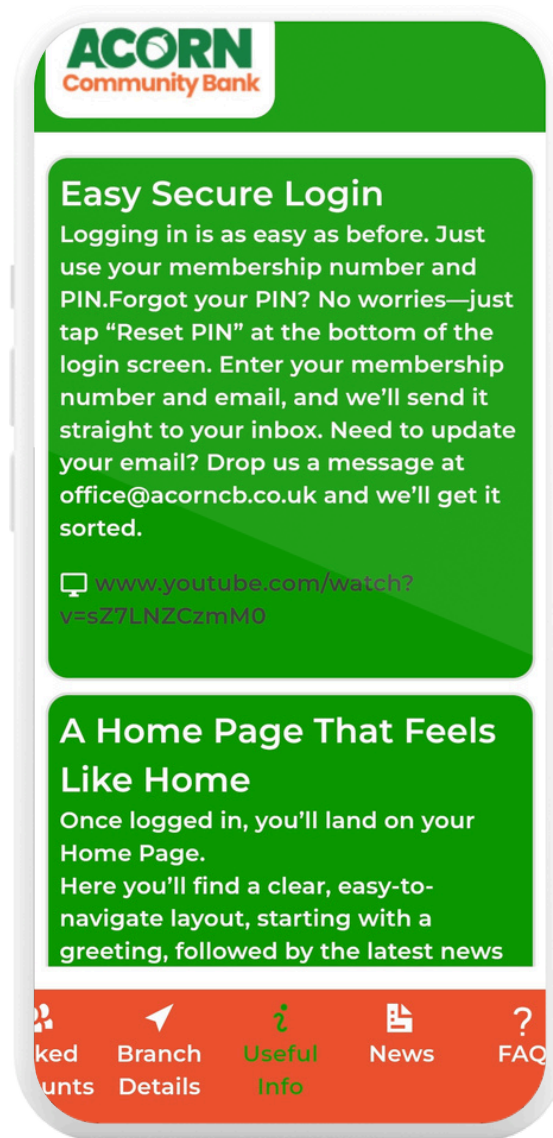 ACORN
Community Bank
Easy Secure Login
Logging in is as easy as before. Just
use your membership number and
PIN.Forgot your PIN? No worries—just
tap “Reset PIN” at the bottom of the
login screen. Enter your membership
number and email, and we’ll send it
straight to your inbox. Need to update
your email? Drop us a message at
office@acorncb.co.uk and we’ll get it
sorted.
www.youtube.com/watch?
v=sZ7LNZCzmM0
A Home Page That Feels
Like Home
Once logged in, you’ll land on your
Home Page.
Here you’ll find a clear, easy-to-
navigate layout, starting with a
greeting, followed by the latest news
ked
unts
Branch
Details
Useful
Info
News
FAQ